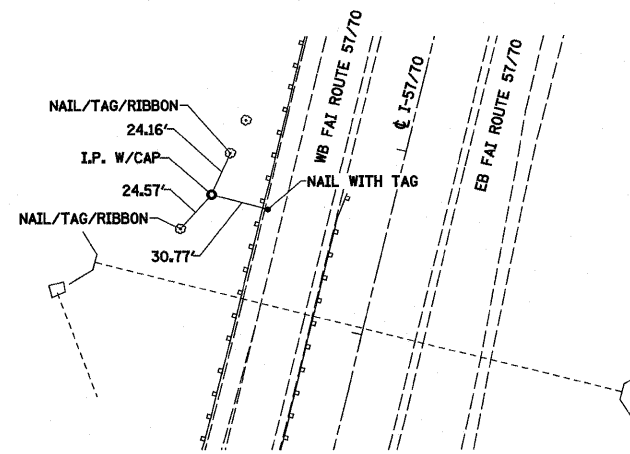 NAIL/TAG/RIBBON
24.16'
I.P. W/CAP
24.57'
NAIL/TAG/RIBBON
30.77'
NAIL WITH TAG
WB FAI ROUTE 57/70
℄ I-57/70
EB FAI ROUTE 57/70